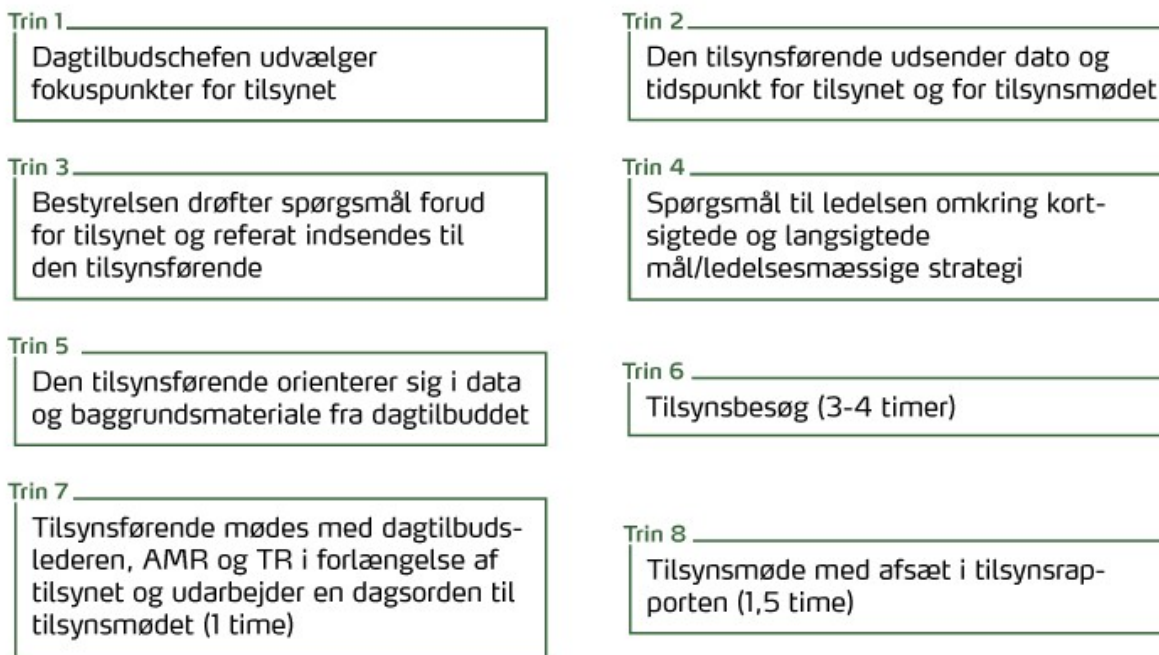 Trin 1
Dagtilbudschefen udvælger
fokuspunkter for tilsynet
Trin 2
Den tilsynsførende udsender dato og
tidspunkt for tilsynet og for tilsynsmødet
Trin 3
Bestyrelsen drøfter spørgsmål forud
for tilsynet og referat indsendes til
den tilsynsførende
Trin 4
Spørgsmål til ledelsen omkring kort-
sigtede og langsigtede
mål/ledelsesmæssige strategi
Trin 5
Den tilsynsførende orienterer sig i data
og baggrundsmateriale fra dagtilbuddet
Trin 6
Tilsynsbesøg (3-4 timer)
Trin 7
Tilsynsførende mødes med dagtilbuds-
lederen, AMR og TR i forlængelse af
tilsynet og udarbejder en dagsorden til
tilsynsmødet (1 time)
Trin 8
Tilsynsmøde med afsæt i tilsynsrap-
porten (1,5 time)